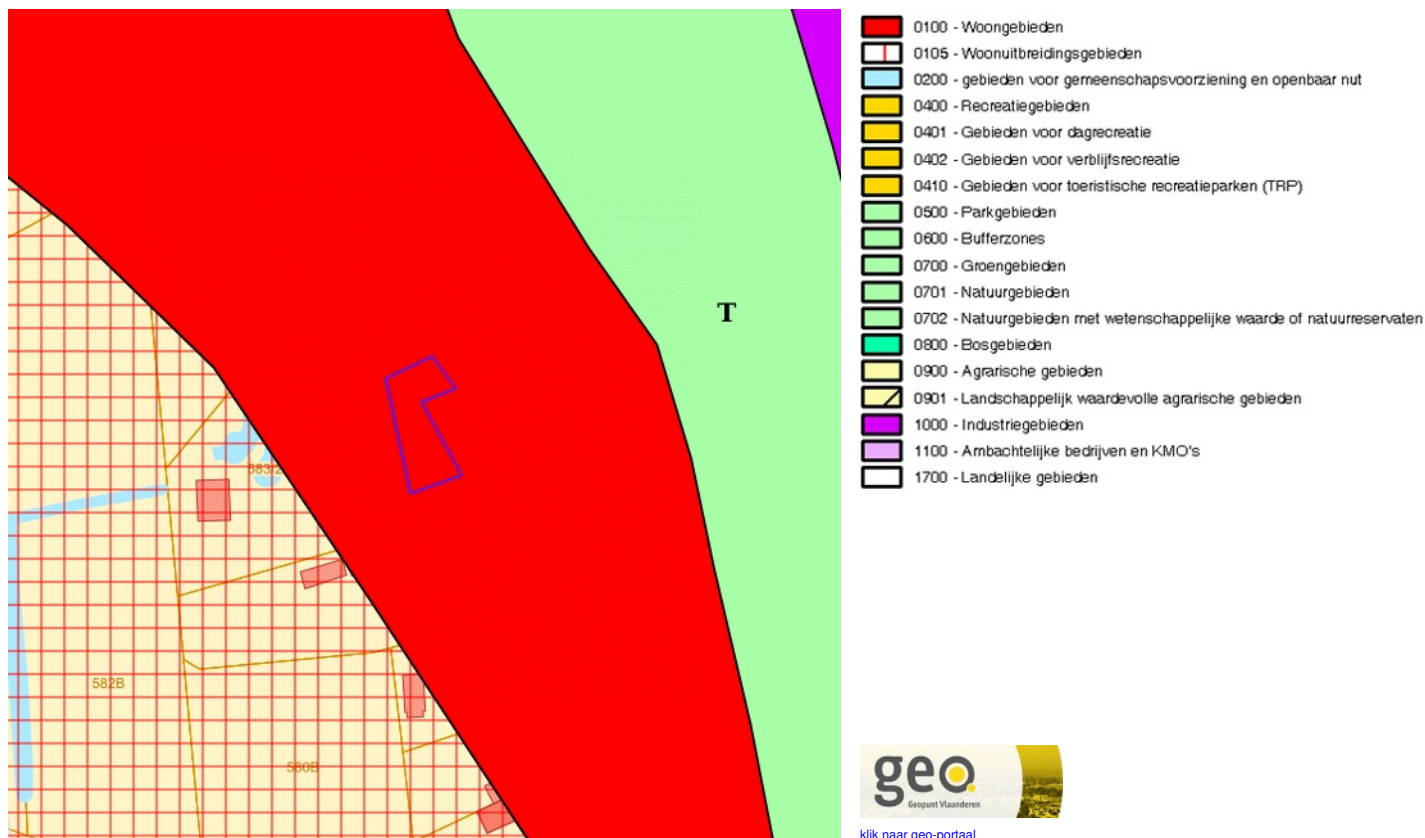 T
583/2
582B
580B
0100 - Woongebieden
0105 - Woonuitbreidingsgebieden
0200 - gebieden voor gemeenschapsvoorziening en openbaar nut
0400 - Recreatiegebieden
0401 - Gebieden voor dagrecreatie
0402 - Gebieden voor verblijfsrecreatie
0410 - Gebieden voor toeristische recreatieparken (TRP)
0500 - Parkgebieden
0600 - Bufferzones
0700 - Groengebieden
0701 - Natuurgebieden
0702 - Natuurgebieden met wetenschappelijke waarde of natuurreservaten
0800 - Bosgebieden
0900 - Agrarische gebieden
0901 - Landschappelijk waardevolle agrarische gebieden
1000 - Industriegebieden
1100 - Ambachtelijke bedrijven en KMO's
1700 - Landelijke gebieden
geo.
Geopunt Vlaanderen
klik naar geo-portaal